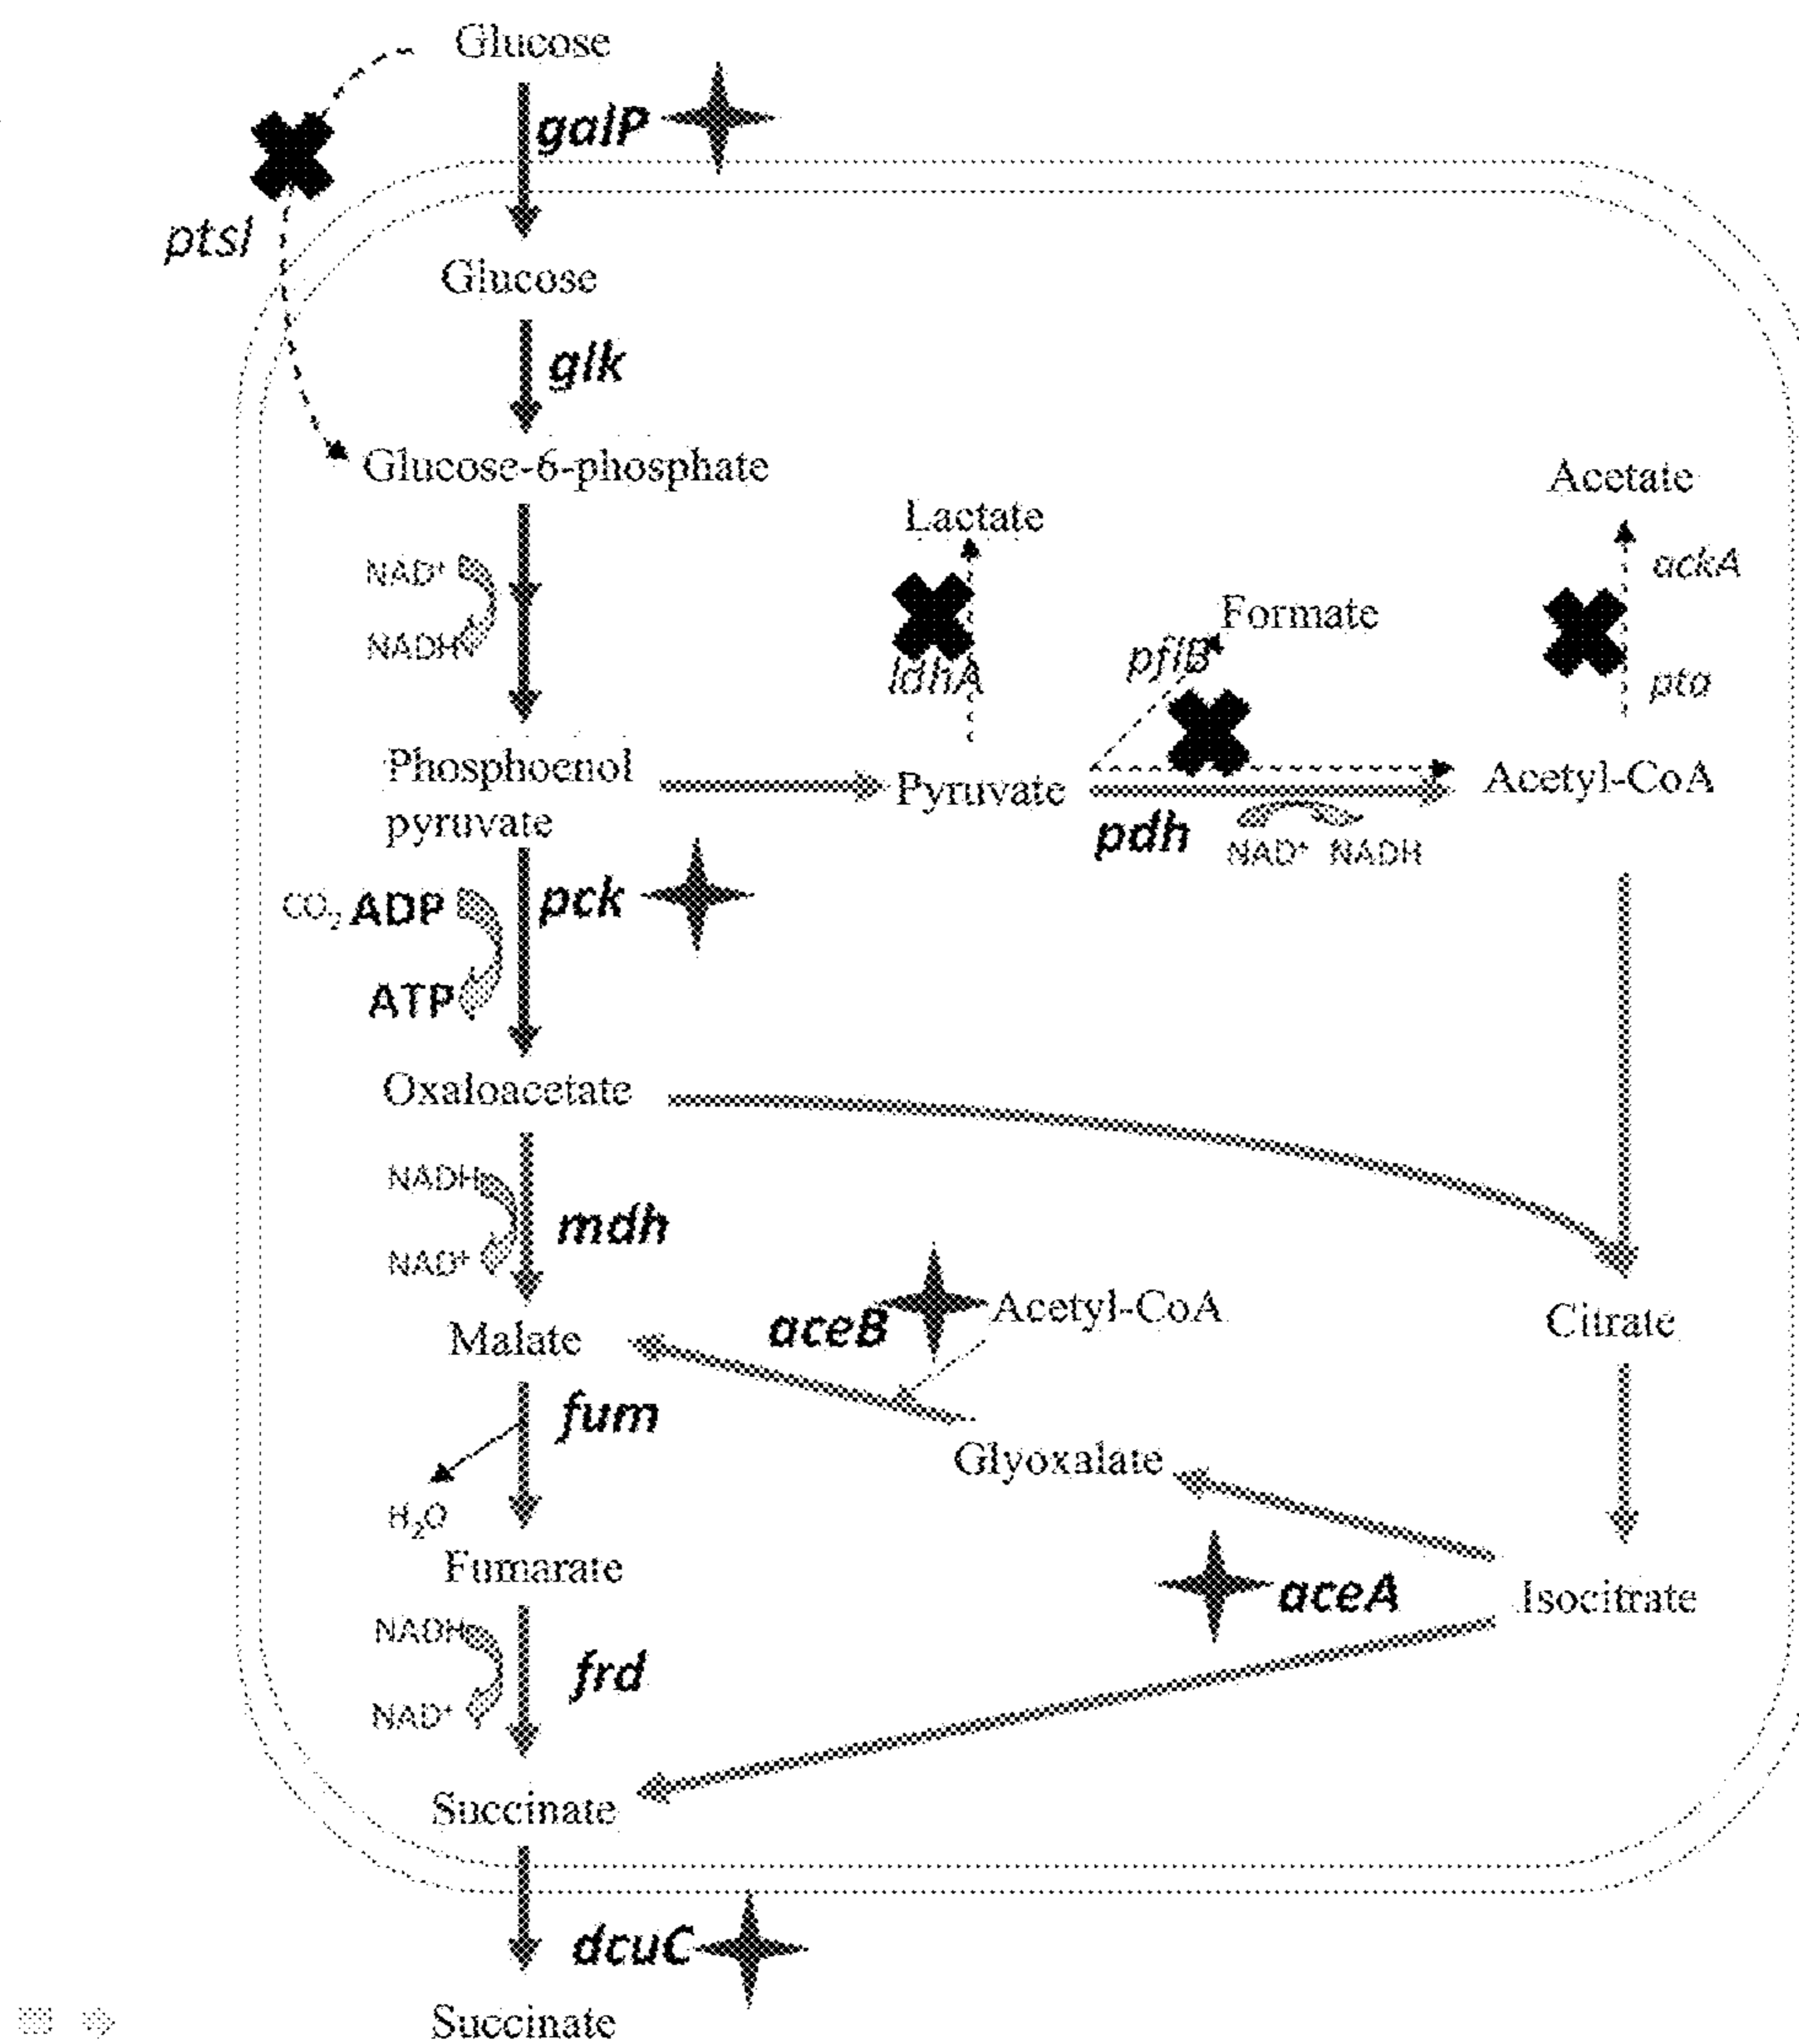 Glucose
galP
ptsI
Glucose
glk
Glucose-6-phosphate
Acetate
Lactate
NAD⁺
ackA
Formate
NADH
pflB
ldhA
pta
Phosphoenol
pyruvate
Pyruvate
Acetyl-CoA
pdh
NAD⁺ NADH
CO₂ ADP
pck
ATP
Oxaloacetate
NADH
mdh
NAD⁺
Acetyl-CoA
aceB
Citrate
Malate
fum
Glyoxalate
H₂O
Fumarate
aceA
Isocitrate
NADH
frd
NAD⁺
Succinate
dcuC
Succinate